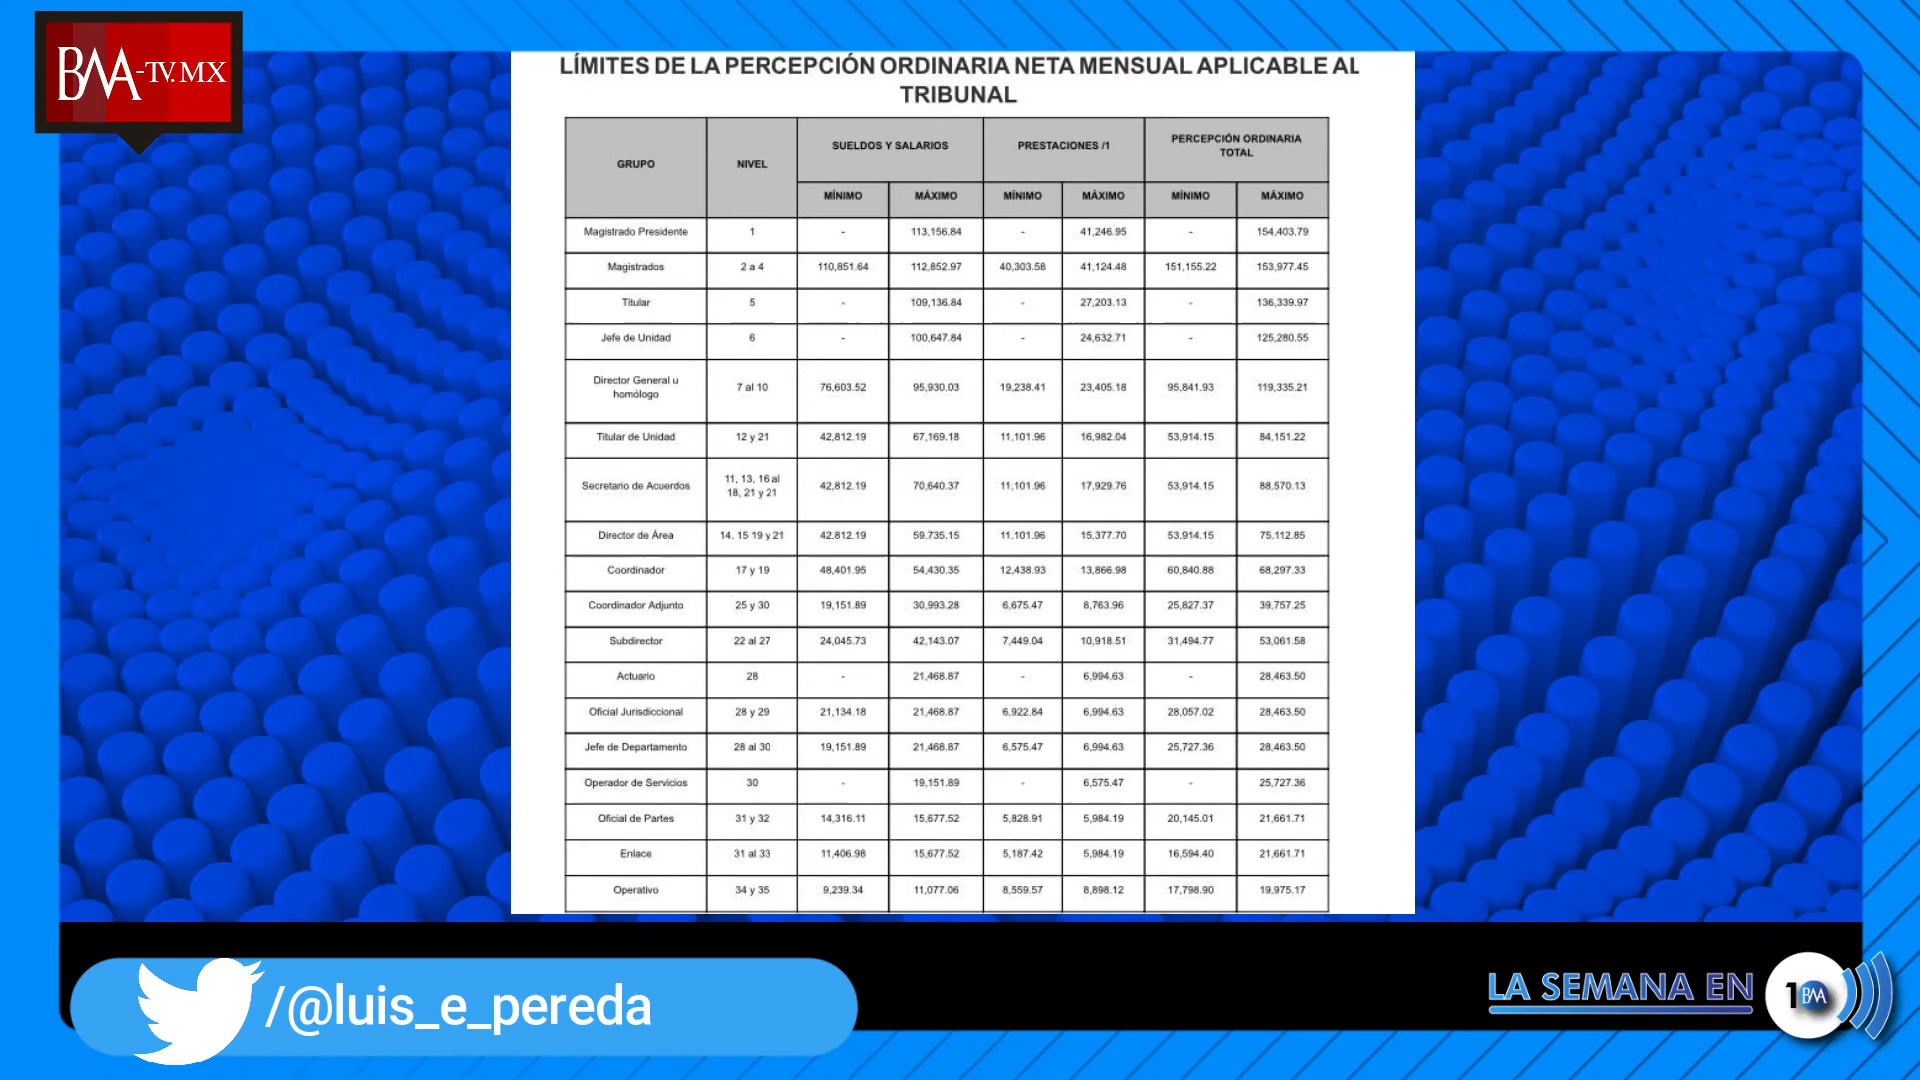 BMA-TV.MX
LÍMITES DE LA PERCEPCIÓN ORDINARIA NETA MENSUAL APLICABLE AL
TRIBUNAL
GRUPO NIVEL SUELDOS Y SALARIOS PRESTACIONES /1 PERCEPCIÓN ORDINARIA TOTAL
MÍNIMO MÁXIMO MÍNIMO MÁXIMO MÍNIMO MÁXIMO
Magistrado Presidente 1 - 113,156.84 - 41,246.95 - 154,403.79
Magistrados 2 a 4 110,851.64 112,852.97 40,303.58 41,124.48 151,155.22 153,977.45
Titular 5 - 109,136.84 - 27,203.13 - 136,339.97
Jefe de Unidad 6 - 100,647.84 - 24,632.71 - 125,280.55
Director General u homólogo 7 al 10 76,603.52 95,930.03 19,238.41 23,405.18 95,841.93 119,335.21
Titular de Unidad 12 y 21 42,812.19 67,169.18 11,101.96 16,982.04 53,914.15 84,151.22
Secretario de Acuerdos 11, 13, 16 al 18, 21 y 21 42,812.19 70,640.37 11,101.96 17,929.76 53,914.15 88,570.13
Director de Área 14, 15 19 y 21 42,812.19 59,735.15 11,101.96 15,377.70 53,914.15 75,112.85
Coordinador 17 y 19 48,401.95 54,430.35 12,438.93 13,866.98 60,840.88 68,297.33
Coordinador Adjunto 25 y 30 19,151.89 30,993.28 6,675.47 8,763.96 25,827.37 39,757.25
Subdirector 22 al 27 24,045.73 42,143.07 7,449.04 10,918.51 31,494.77 53,061.58
Actuario 28 - 21,468.87 - 6,994.63 - 28,463.50
Oficial Jurisdiccional 28 y 29 21,134.18 21,468.87 6,922.84 6,994.63 28,057.02 28,463.50
Jefe de Departamento 28 al 30 19,151.89 21,468.87 6,575.47 6,994.63 25,727.36 28,463.50
Operador de Servicios 30 - 19,151.89 - 6,575.47 - 25,727.36
Oficial de Partes 31 y 32 14,316.11 15,677.52 5,828.91 5,984.19 20,145.01 21,661.71
Enlace 31 al 33 11,406.98 15,677.52 5,187.42 5,984.19 16,594.40 21,661.71
Operativo 34 y 35 9,239.34 11,077.06 8,559.57 8,898.12 17,798.90 19,975.17
/@luis_e_pereda
LA SEMANA EN 10 BMA